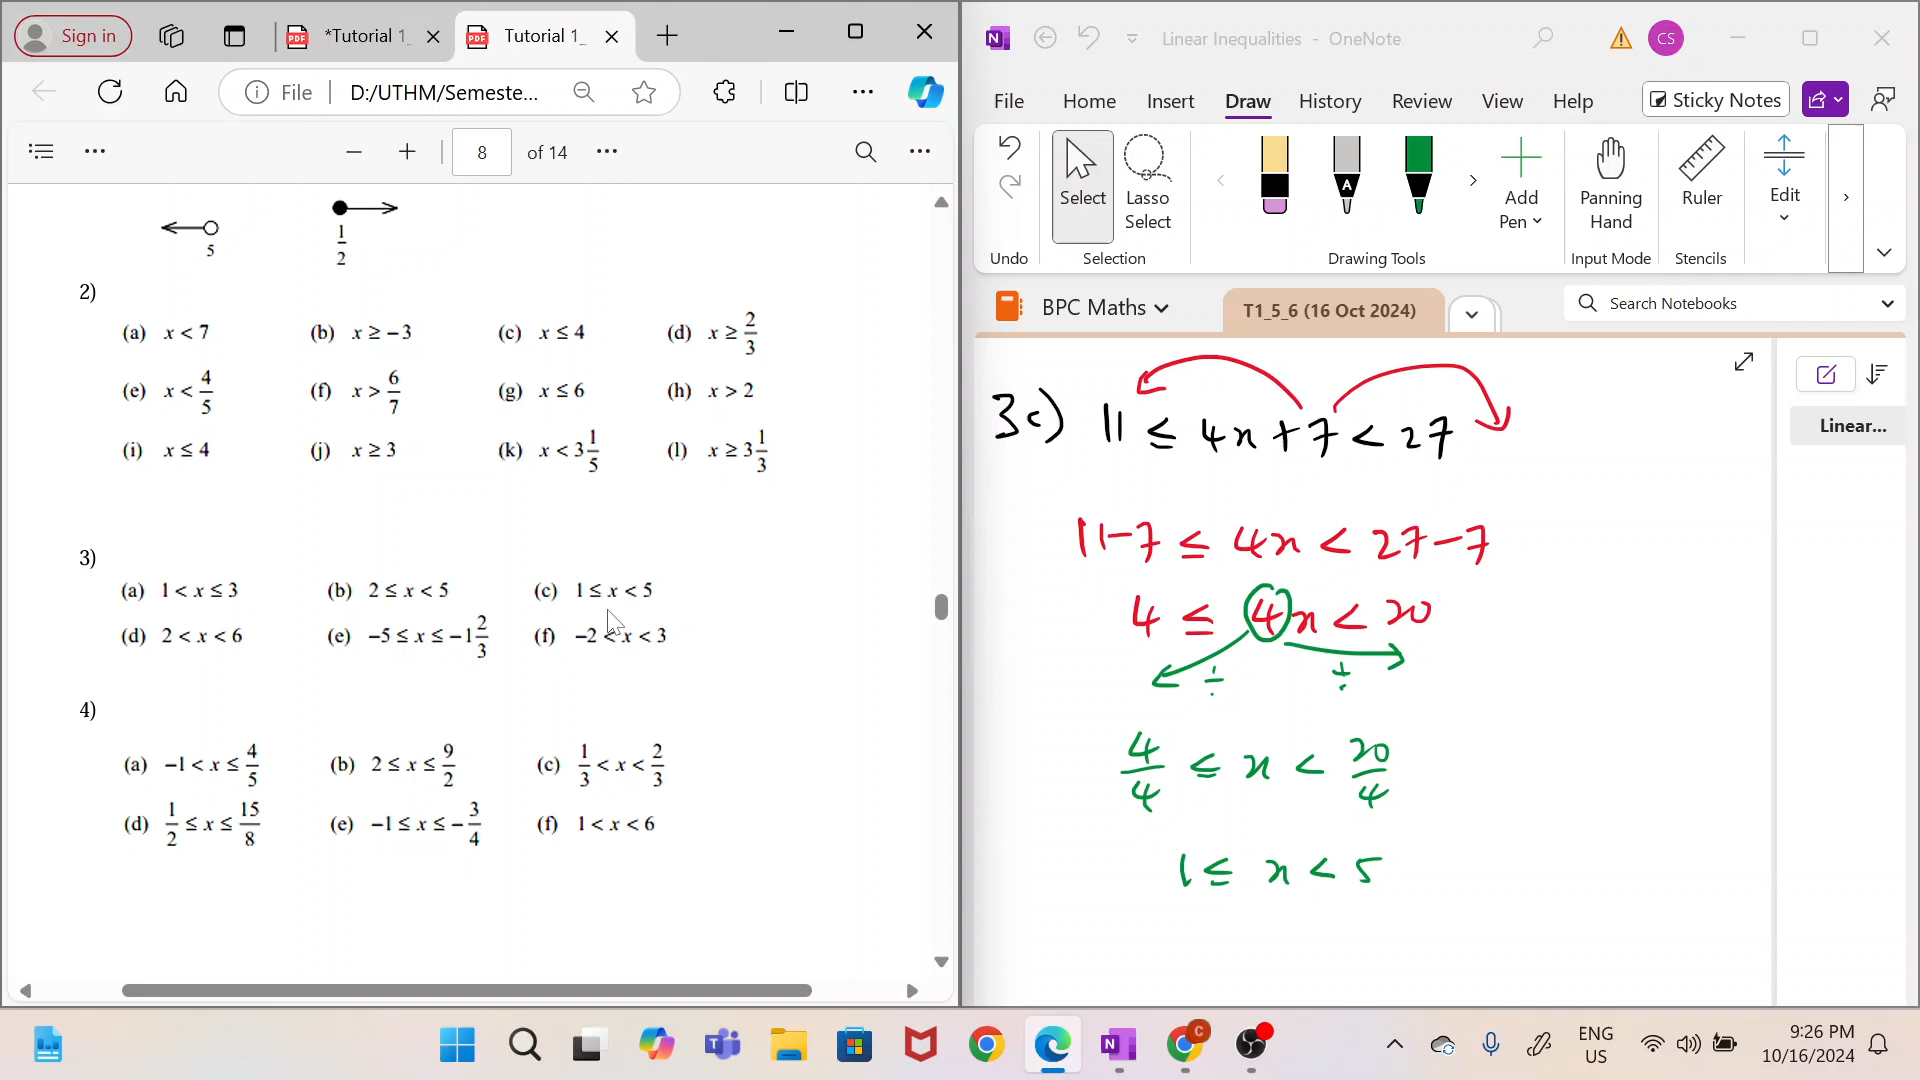 Sign in
*Tutorial 1_
Tutorial 1_
File
D:/UTHM/Semeste...
8 of 14
5
1/2
2)
(a) x < 7 (b) x ≥ −3 (c) x ≤ 4 (d) x ≥ 2/3
(e) x < 4/5 (f) x > 6/7 (g) x ≤ 6 (h) x > 2
(i) x ≤ 4 (j) x ≥ 3 (k) x < 3 1/5 (l) x ≥ 3 1/3
3)
(a) 1 < x ≤ 3 (b) 2 ≤ x < 5 (c) 1 ≤ x < 5
(d) 2 < x < 6 (e) −5 ≤ x ≤ −1 2/3 (f) −2 < x < 3
4)
(a) −1 < x ≤ 4/5 (b) 2 ≤ x ≤ 9/2 (c) 1/3 < x < 2/3
(d) 1/2 ≤ x ≤ 15/8 (e) −1 ≤ x ≤ −3/4 (f) 1 < x < 6
Linear Inequalities - OneNote
CS
File Home Insert Draw History Review View Help
Sticky Notes
Select
Lasso Select
Add Pen
Panning Hand
Ruler
Edit
Undo
Selection
Drawing Tools
Input Mode
Stencils
BPC Maths
T1_5_6 (16 Oct 2024)
Search Notebooks
Linear...
3c) 11 ≤ 4x + 7 < 27
11−7 ≤ 4x < 27−7
4 ≤ 4x < 20
÷ ÷
4/4 ≤ x < 20/4
1 ≤ x < 5
ENG
US
9:26 PM
10/16/2024